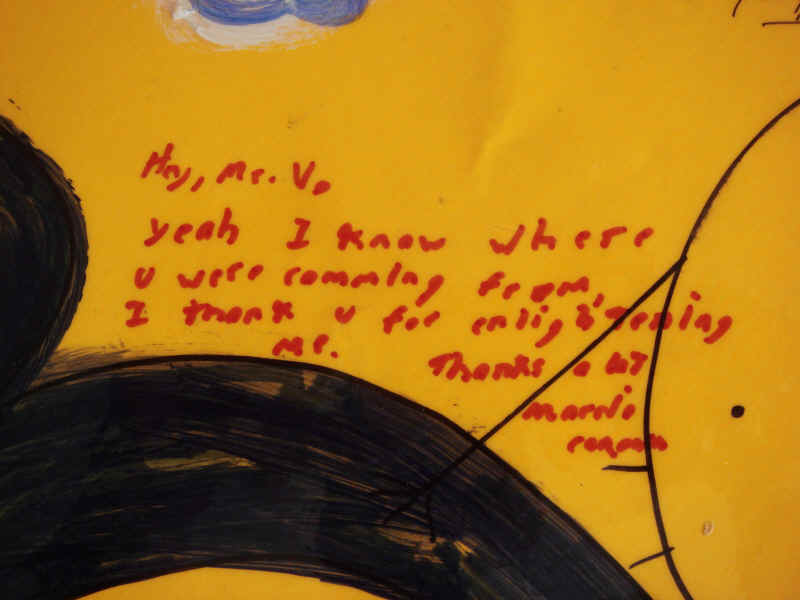 Hey, Mr. V.
yeah I know where
u were comming from,
I thank u for enlightening
me.
Thanks a lot